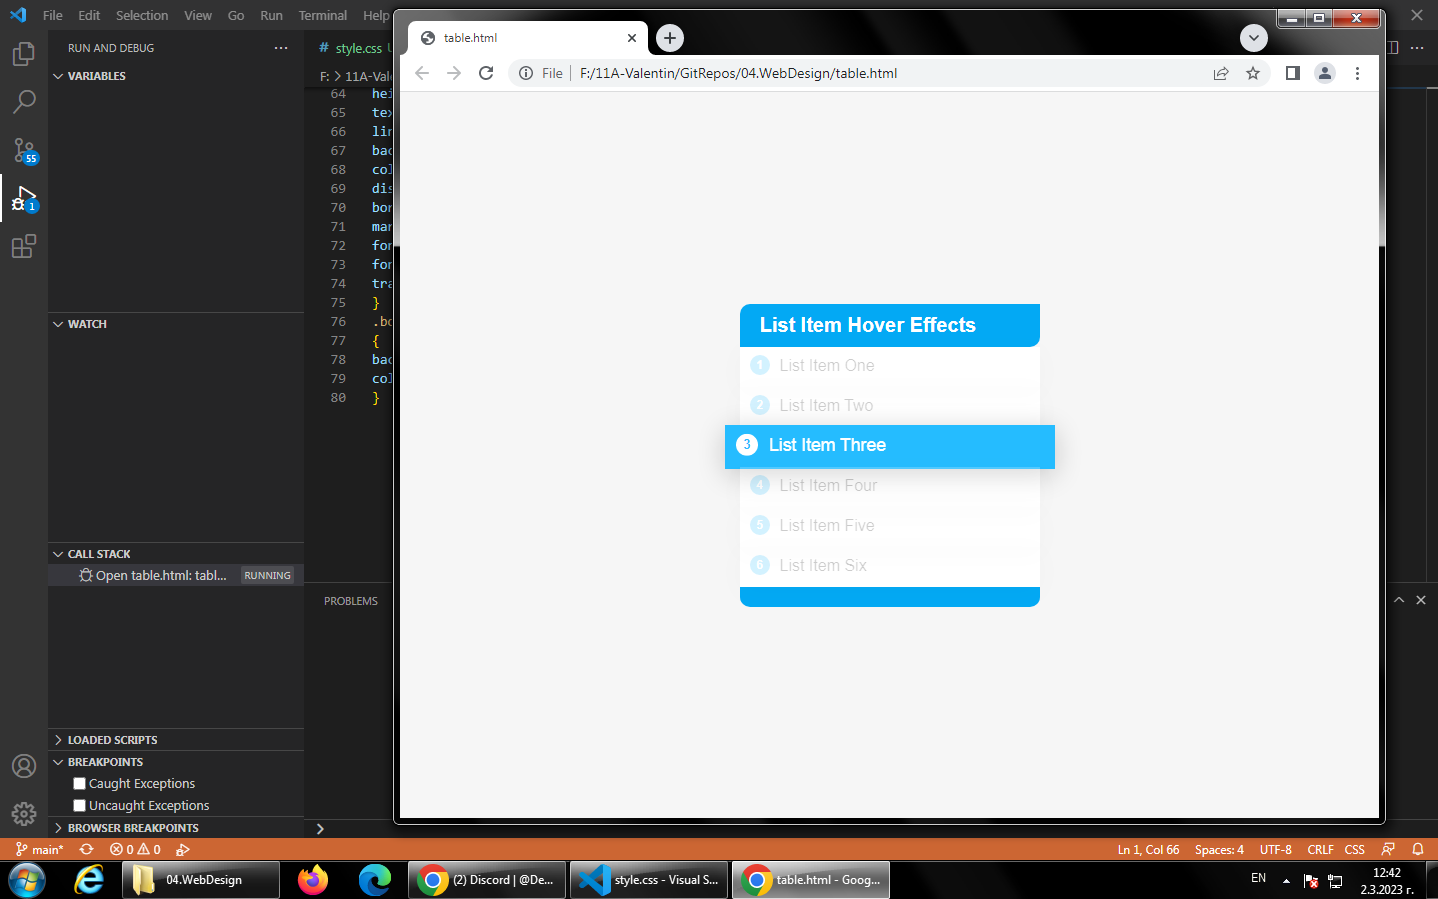 File Edit Selection View Go Run Terminal Help
RUN AND DEBUG
VARIABLES
WATCH
CALL STACK
Open table.html: tabl... RUNNING
LOADED SCRIPTS
BREAKPOINTS
Caught Exceptions
Uncaught Exceptions
BROWSER BREAKPOINTS
55
1
# style.css
F: > 11A-Val
64 hei
65 tex
66 lin
67 bac
68 col
69 dis
70 bor
71 mar
72 fon
73 fon
74 tra
75 }
76 .bo
77 {
78 bac
79 col
80 }
PROBLEMS
table.html
File F:/11A-Valentin/GitRepos/04.WebDesign/table.html
List Item Hover Effects
1 List Item One
2 List Item Two
3 List Item Three
4 List Item Four
5 List Item Five
6 List Item Six
main* 0 0 Ln 1, Col 66 Spaces: 4 UTF-8 CRLF CSS
04.WebDesign
(2) Discord | @De...
style.css - Visual S...
table.html - Goog...
EN
12:42
2.3.2023 г.